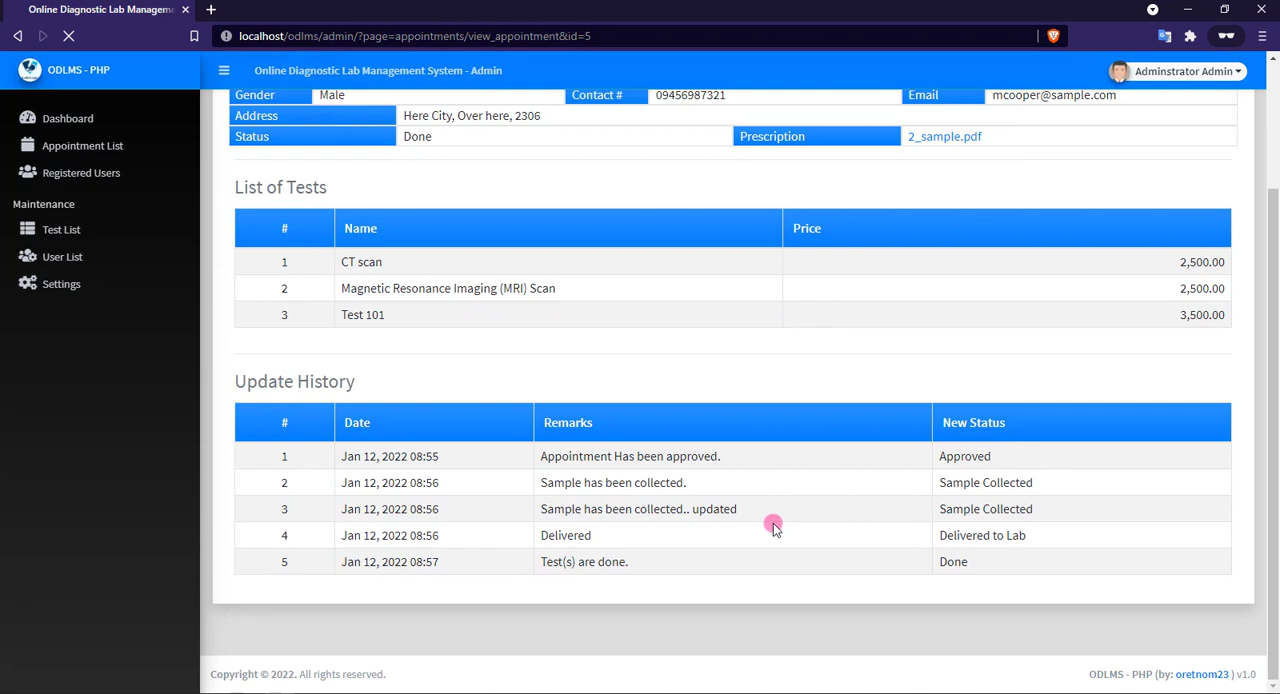 Online Diagnostic Lab Managem
localhost/odlms/admin/?page=appointments/view_appointment&id=5
ODLMS - PHP
Online Diagnostic Lab Management System - Admin
Adminstrator Admin
Dashboard
Appointment List
Registered Users
Maintenance
Test List
User List
Settings
Gender Male Contact # 09456987321 Email mcooper@sample.com
Address Here City, Over here, 2306
Status Done Prescription 2_sample.pdf
List of Tests
# Name Price
1 CT scan 2,500.00
2 Magnetic Resonance Imaging (MRI) Scan 2,500.00
3 Test 101 3,500.00
Update History
# Date Remarks New Status
1 Jan 12, 2022 08:55 Appointment Has been approved. Approved
2 Jan 12, 2022 08:56 Sample has been collected. Sample Collected
3 Jan 12, 2022 08:56 Sample has been collected.. updated Sample Collected
4 Jan 12, 2022 08:56 Delivered Delivered to Lab
5 Jan 12, 2022 08:57 Test(s) are done. Done
Copyright © 2022. All rights reserved. ODLMS - PHP (by: oretnom23 ) v1.0